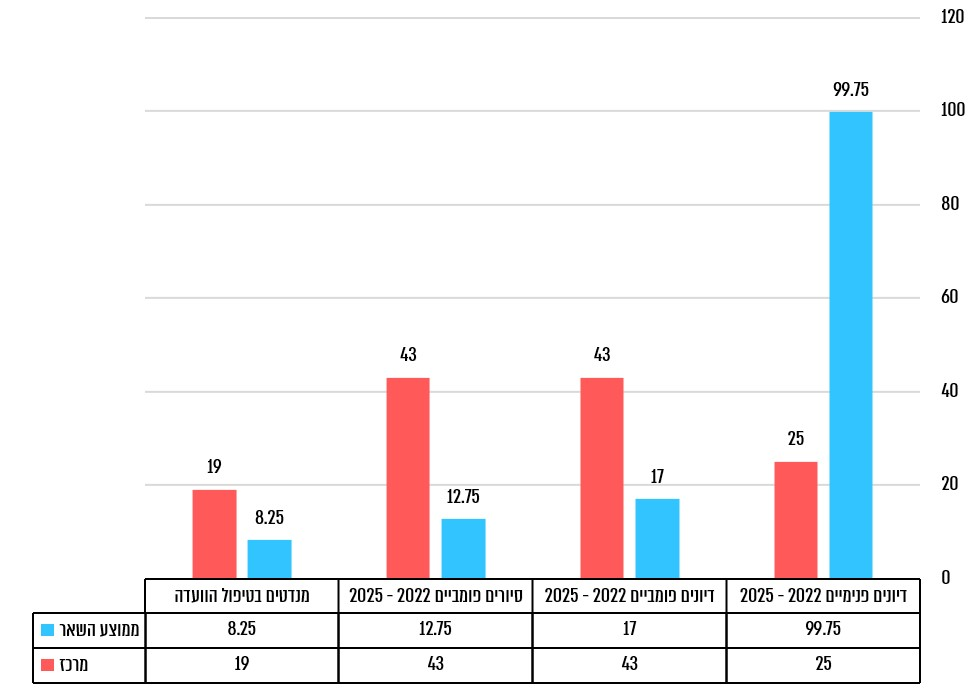 120
100
80
60
40
20
0
99.75
25
17
43
12.75
43
8.25
19
דיונים פנימיים 2022 - 2025
דיונים פומביים 2022 - 2025
סיורים פומביים 2022 - 2025
מנדטים בטיפול הוועדה
99.75 17 12.75 8.25 ממוצע השאר
25 43 43 19 מרכז